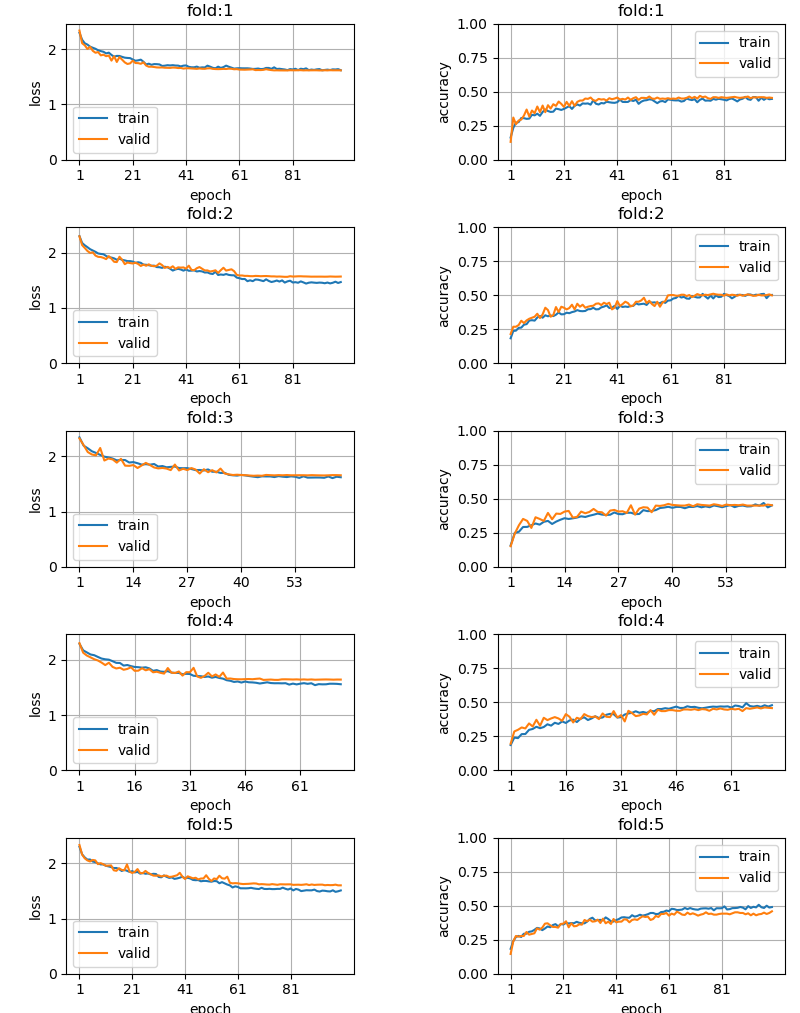 fold:1
fold:1
loss
2
1
0
train
valid
1 21 41 61 81
epoch
accuracy
1.00
0.75
0.50
0.25
0.00
train
valid
1 21 41 61 81
epoch
fold:2
fold:2
loss
2
1
0
train
valid
1 21 41 61 81
epoch
accuracy
1.00
0.75
0.50
0.25
0.00
train
valid
1 21 41 61 81
epoch
fold:3
fold:3
loss
2
1
0
train
valid
1 14 27 40 53
epoch
accuracy
1.00
0.75
0.50
0.25
0.00
train
valid
1 14 27 40 53
epoch
fold:4
fold:4
loss
2
1
0
train
valid
1 16 31 46 61
epoch
accuracy
1.00
0.75
0.50
0.25
0.00
train
valid
1 16 31 46 61
epoch
fold:5
fold:5
loss
2
1
0
train
valid
1 21 41 61 81
epoch
accuracy
1.00
0.75
0.50
0.25
0.00
train
valid
1 21 41 61 81
epoch